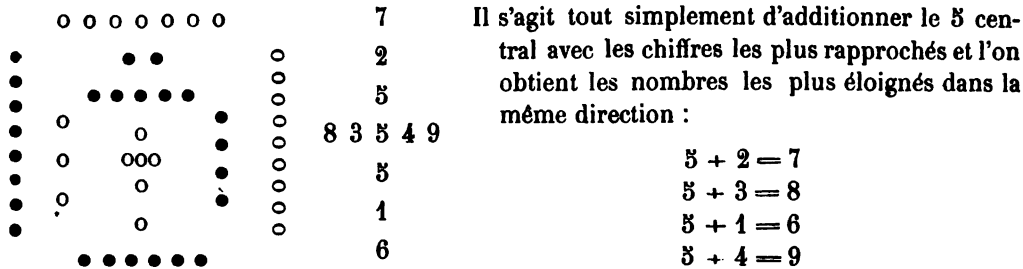 7
2
5
8 3 5 4 9
5
1
6
Il s'agit tout simplement d'additionner le 5 cen-
tral avec les chiffres les plus rapprochés et l'on
obtient les nombres les plus éloignés dans la
même direction :
5 + 2 = 7
5 + 3 = 8
5 + 1 = 6
5 + 4 = 9